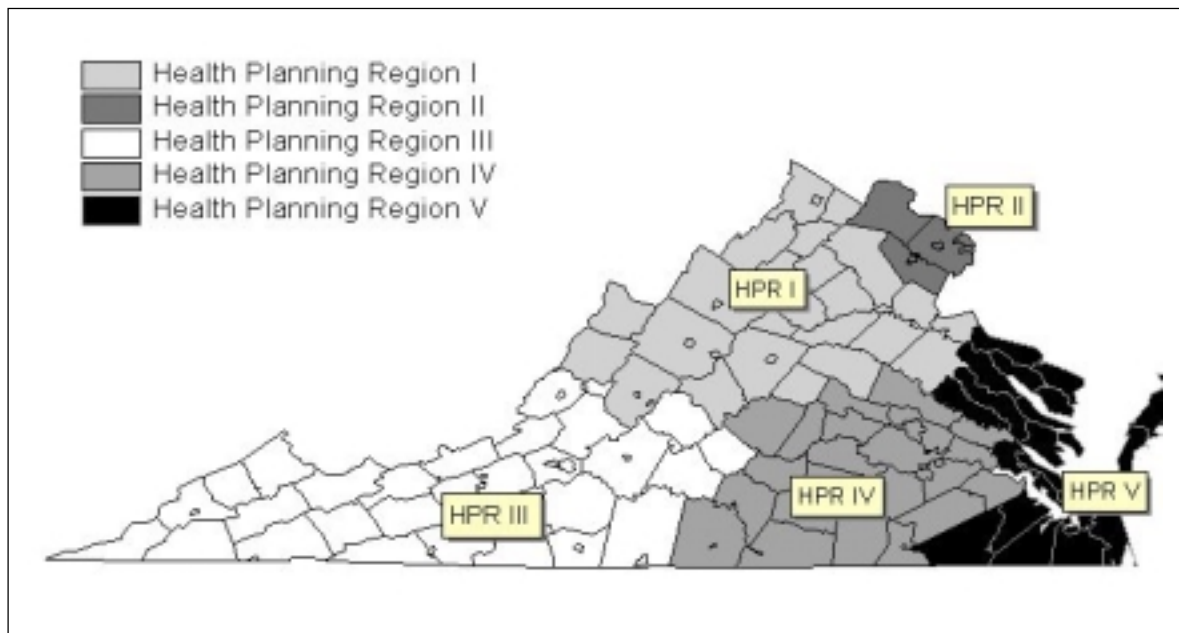 Health Planning Region I
Health Planning Region II
Health Planning Region III
Health Planning Region IV
Health Planning Region V
HPR II
HPR I
HPR IV
HPR V
HPR III